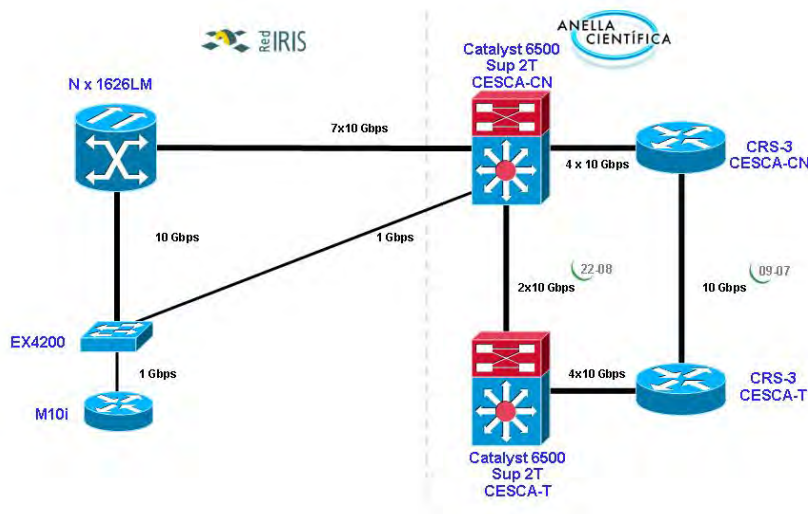 Red IRIS
ANELLA
CIENTÍFICA
Catalyst 6500
Sup 2T
CESCA-CN
N x 1626LM
7x10 Gbps
4 x 10 Gbps
CRS-3
CESCA-CN
10 Gbps
1 Gbps
22-08
09-07
2x10 Gbps
10 Gbps
EX4200
1 Gbps
4x10 Gbps
CRS-3
CESCA-T
M10i
Catalyst 6500
Sup 2T
CESCA-T